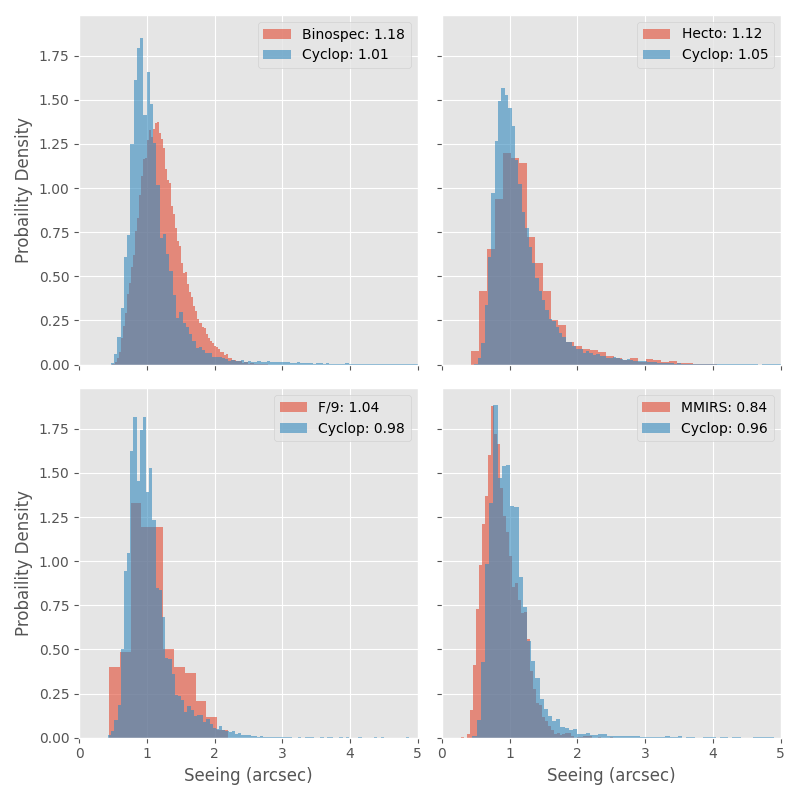 Binospec: 1.18
Cyclop: 1.01
Hecto: 1.12
Cyclop: 1.05
1.75
1.50
1.25
1.00
0.75
0.50
0.25
0.00
Probaility Density
F/9: 1.04
Cyclop: 0.98
MMIRS: 0.84
Cyclop: 0.96
1.75
1.50
1.25
1.00
0.75
0.50
0.25
0.00
Probaility Density
0 1 2 3 4 5
0 1 2 3 4 5
Seeing (arcsec)
Seeing (arcsec)